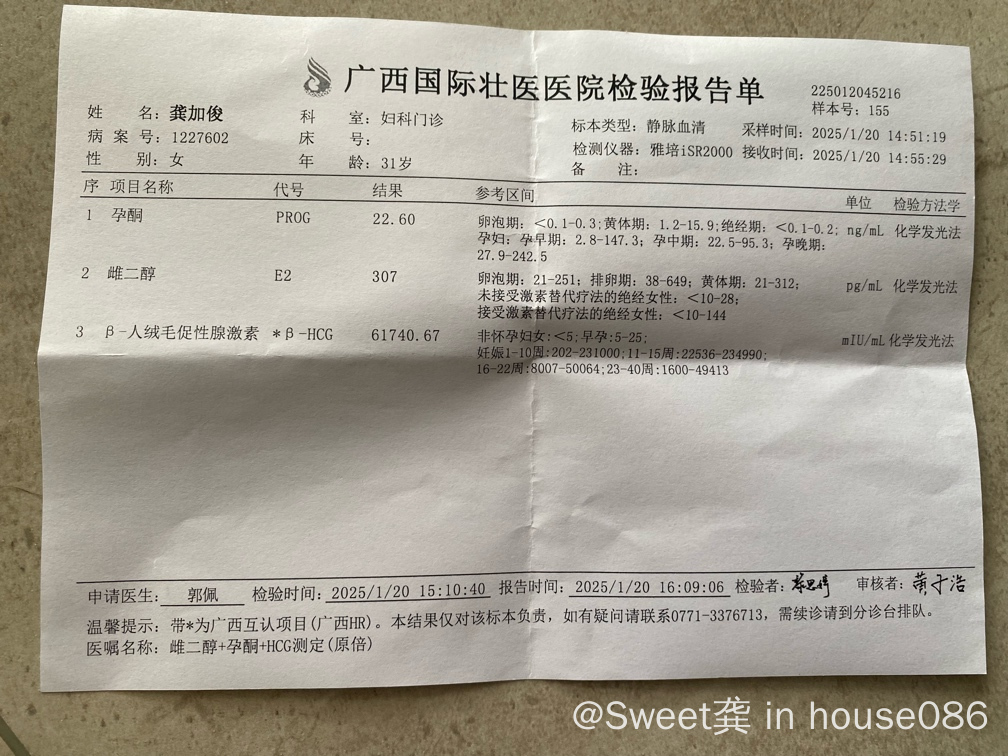 广西国际壮医医院检验报告单
225012045216
样本号: 155
姓 名: 龚加俊 科 室: 妇科门诊 标本类型: 静脉血清 采样时间: 2025/1/20 14:51:19
病 案 号: 1227602 床 号: 检测仪器: 雅培iSR2000 接收时间: 2025/1/20 14:55:29
性 别: 女 年 龄: 31岁 备 注:
序 项目名称 代号 结果 参考区间 单位 检验方法学
1 孕酮 PROG 22.60 卵泡期: <0.1-0.3;黄体期: 1.2-15.9;绝经期: <0.1-0.2; ng/mL 化学发光法
孕妇: 孕早期: 2.8-147.3; 孕中期: 22.5-95.3; 孕晚期:
27.9-242.5
2 雌二醇 E2 307 卵泡期: 21-251; 排卵期: 38-649; 黄体期: 21-312; pg/mL 化学发光法
未接受激素替代疗法的绝经女性: <10-28;
接受激素替代疗法的绝经女性: <10-144
3 β-人绒毛促性腺激素 *β-HCG 61740.67 非怀孕妇女:<5;早孕:5-25; mIU/mL 化学发光法
妊娠1-10周:202-231000;11-15周:22536-234990;
16-22周:8007-50064;23-40周:1600-49413
申请医生: 郭佩 检验时间: 2025/1/20 15:10:40 报告时间: 2025/1/20 16:09:06 检验者: 审核者:
温馨提示: 带*为广西互认项目(广西HR)。本结果仅对该标本负责, 如有疑问请联系0771-3376713, 需续诊请到分诊台排队。
医嘱名称: 雌二醇+孕酮+HCG测定(原倍)
@Sweet龚 in house086